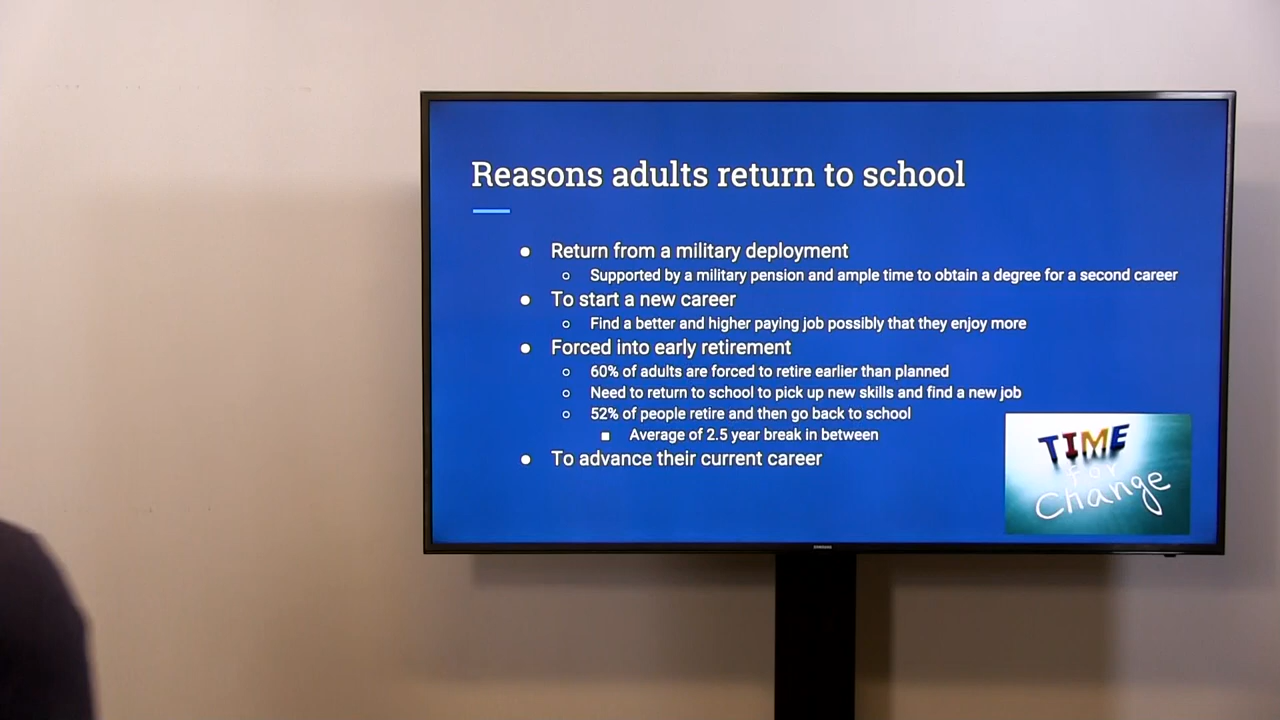 Reasons adults return to school
● Return from a military deployment
○ Supported by a military pension and ample time to obtain a degree for a second career
● To start a new career
○ Find a better and higher paying job possibly that they enjoy more
● Forced into early retirement
○ 60% of adults are forced to retire earlier than planned
○ Need to return to school to pick up new skills and find a new job
○ 52% of people retire and then go back to school
■ Average of 2.5 year break in between
● To advance their current career
TIME
for
Change
SAMSUNG